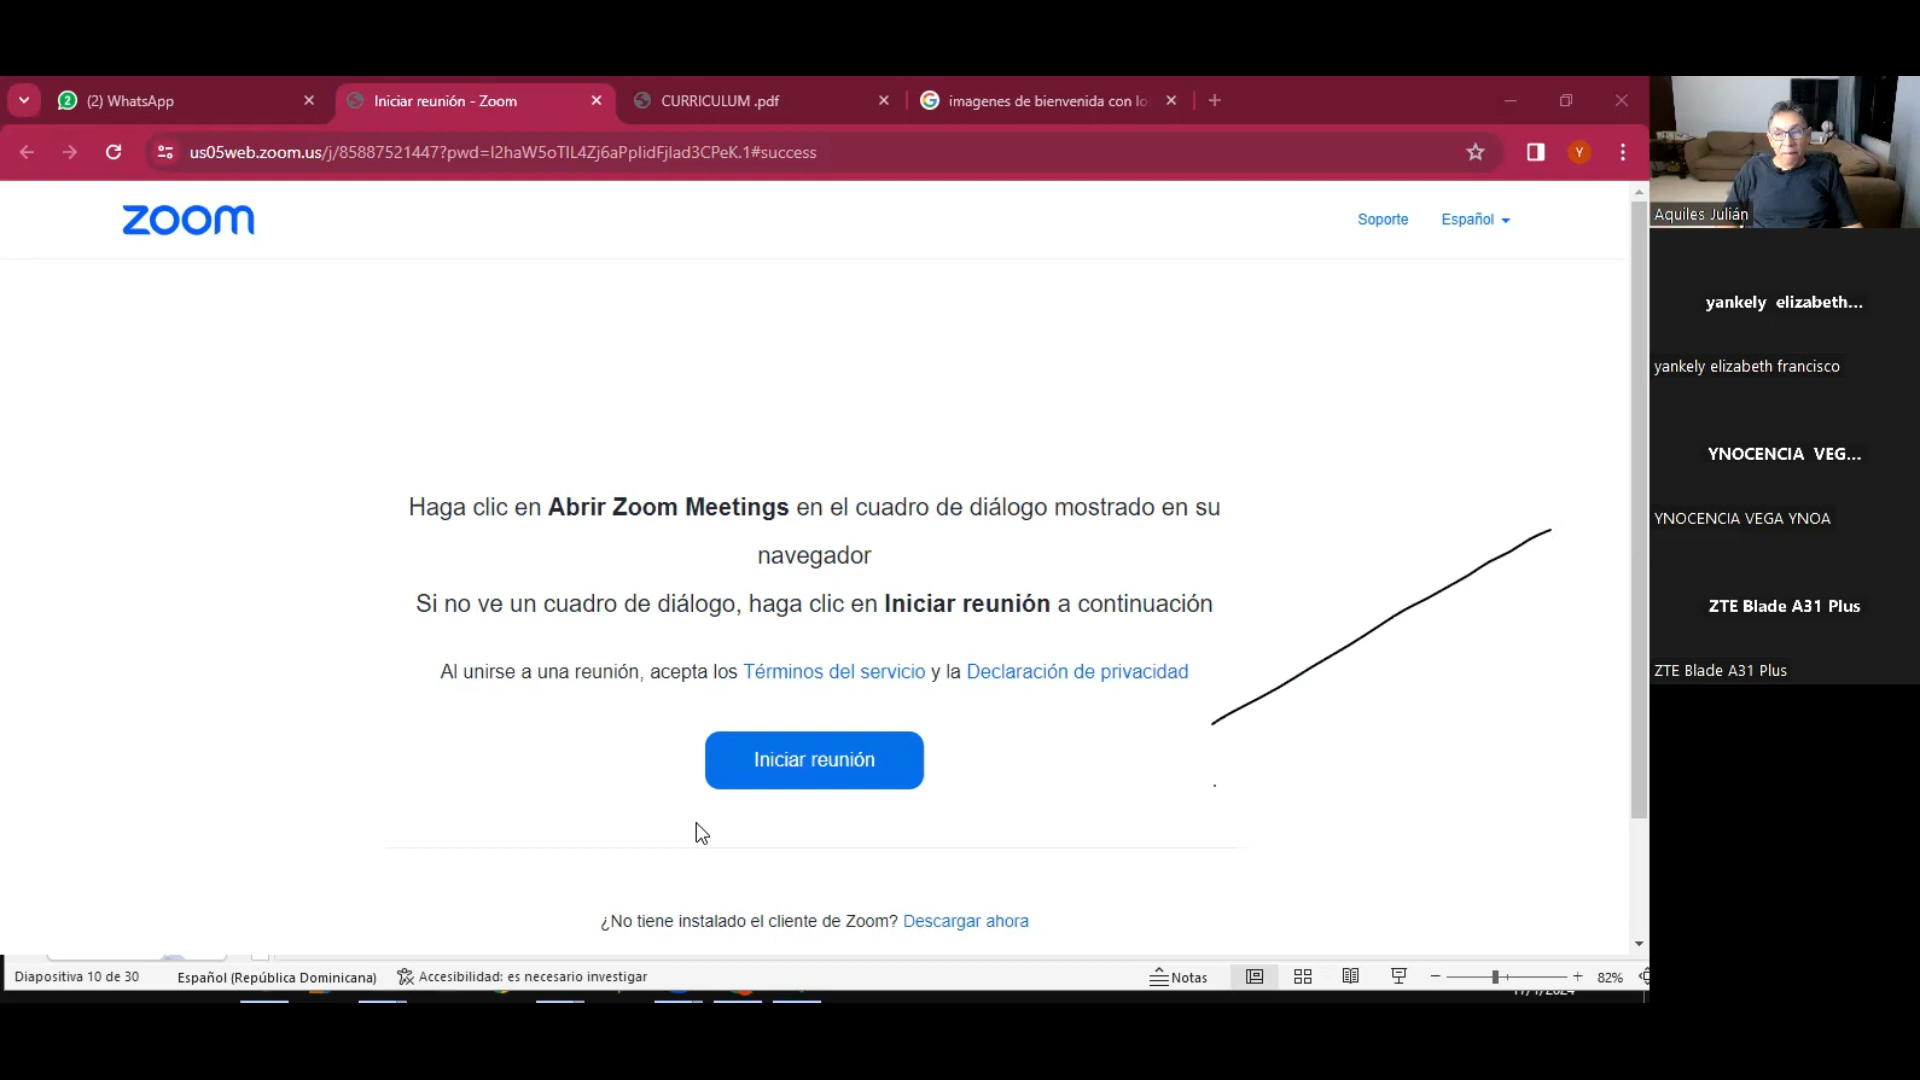 (2) WhatsApp
Iniciar reunión - Zoom
CURRICULUM .pdf
imagenes de bienvenida con lo
us05web.zoom.us/j/85887521447?pwd=I2haW5oTIL4Zj6aPpIidFjlad3CPeK.1#success
Y
zoom
Soporte
Español
Haga clic en Abrir Zoom Meetings en el cuadro de diálogo mostrado en su
navegador
Si no ve un cuadro de diálogo, haga clic en Iniciar reunión a continuación
Al unirse a una reunión, acepta los Términos del servicio y la Declaración de privacidad
Iniciar reunión
¿No tiene instalado el cliente de Zoom? Descargar ahora
Diapositiva 10 de 30
Español (República Dominicana)
Accesibilidad: es necesario investigar
Notas
82%
Aquiles Julián
yankely elizabeth...
yankely elizabeth francisco
YNOCENCIA VEG...
YNOCENCIA VEGA YNOA
ZTE Blade A31 Plus
ZTE Blade A31 Plus